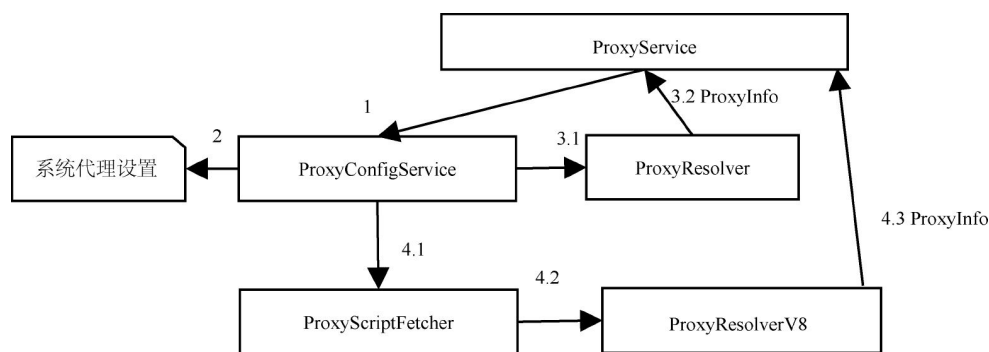 ProxyService
1
3.2 ProxyInfo
2
3.1
系统代理设置
ProxyConfigService
ProxyResolver
4.3 ProxyInfo
4.1
4.2
ProxyScriptFetcher
ProxyResolverV8